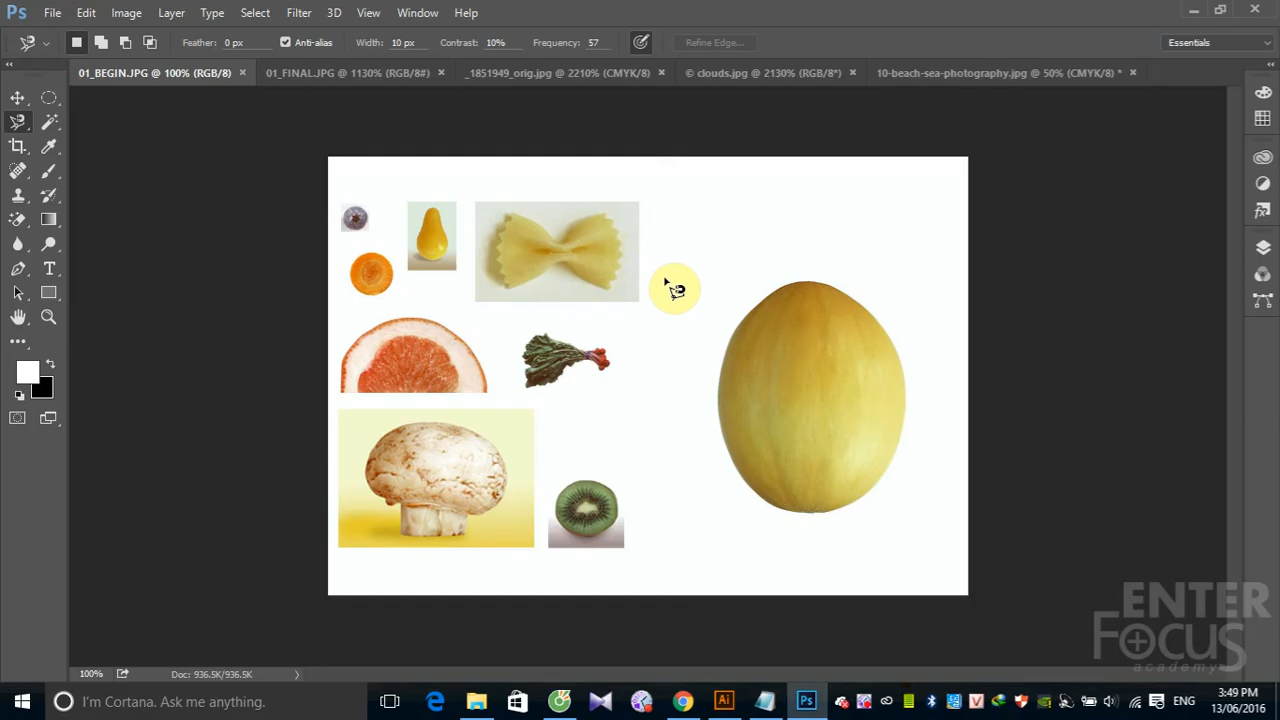 Ps File Edit Image Layer Type Select Filter 3D View Window Help
Feather: 0 px Anti-alias Width: 10 px Contrast: 10% Frequency: 57 Refine Edge... Essentials
01_BEGIN.JPG @ 100% (RGB/8) 01_FINAL.JPG @ 1130% (RGB/8#) _1851949_orig.jpg @ 2210% (CMYK/8) © clouds.jpg @ 2130% (RGB/8*) 10-beach-sea-photography.jpg @ 50% (CMYK/8) *
ENTER
FOCUS
academy
100% Doc: 936.5K/936.5K
I'm Cortana. Ask me anything. Ai Ps V ENG 3:49 PM
13/06/2016